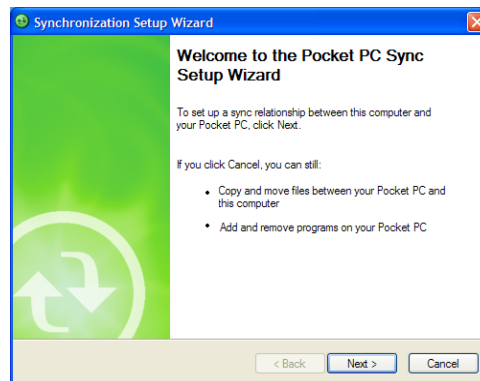 Synchronization Setup Wizard
Welcome to the Pocket PC Sync
Setup Wizard
To set up a sync relationship between this computer and
your Pocket PC, click Next.
If you click Cancel, you can still:
• Copy and move files between your Pocket PC and
this computer
• Add and remove programs on your Pocket PC
< Back Next > Cancel